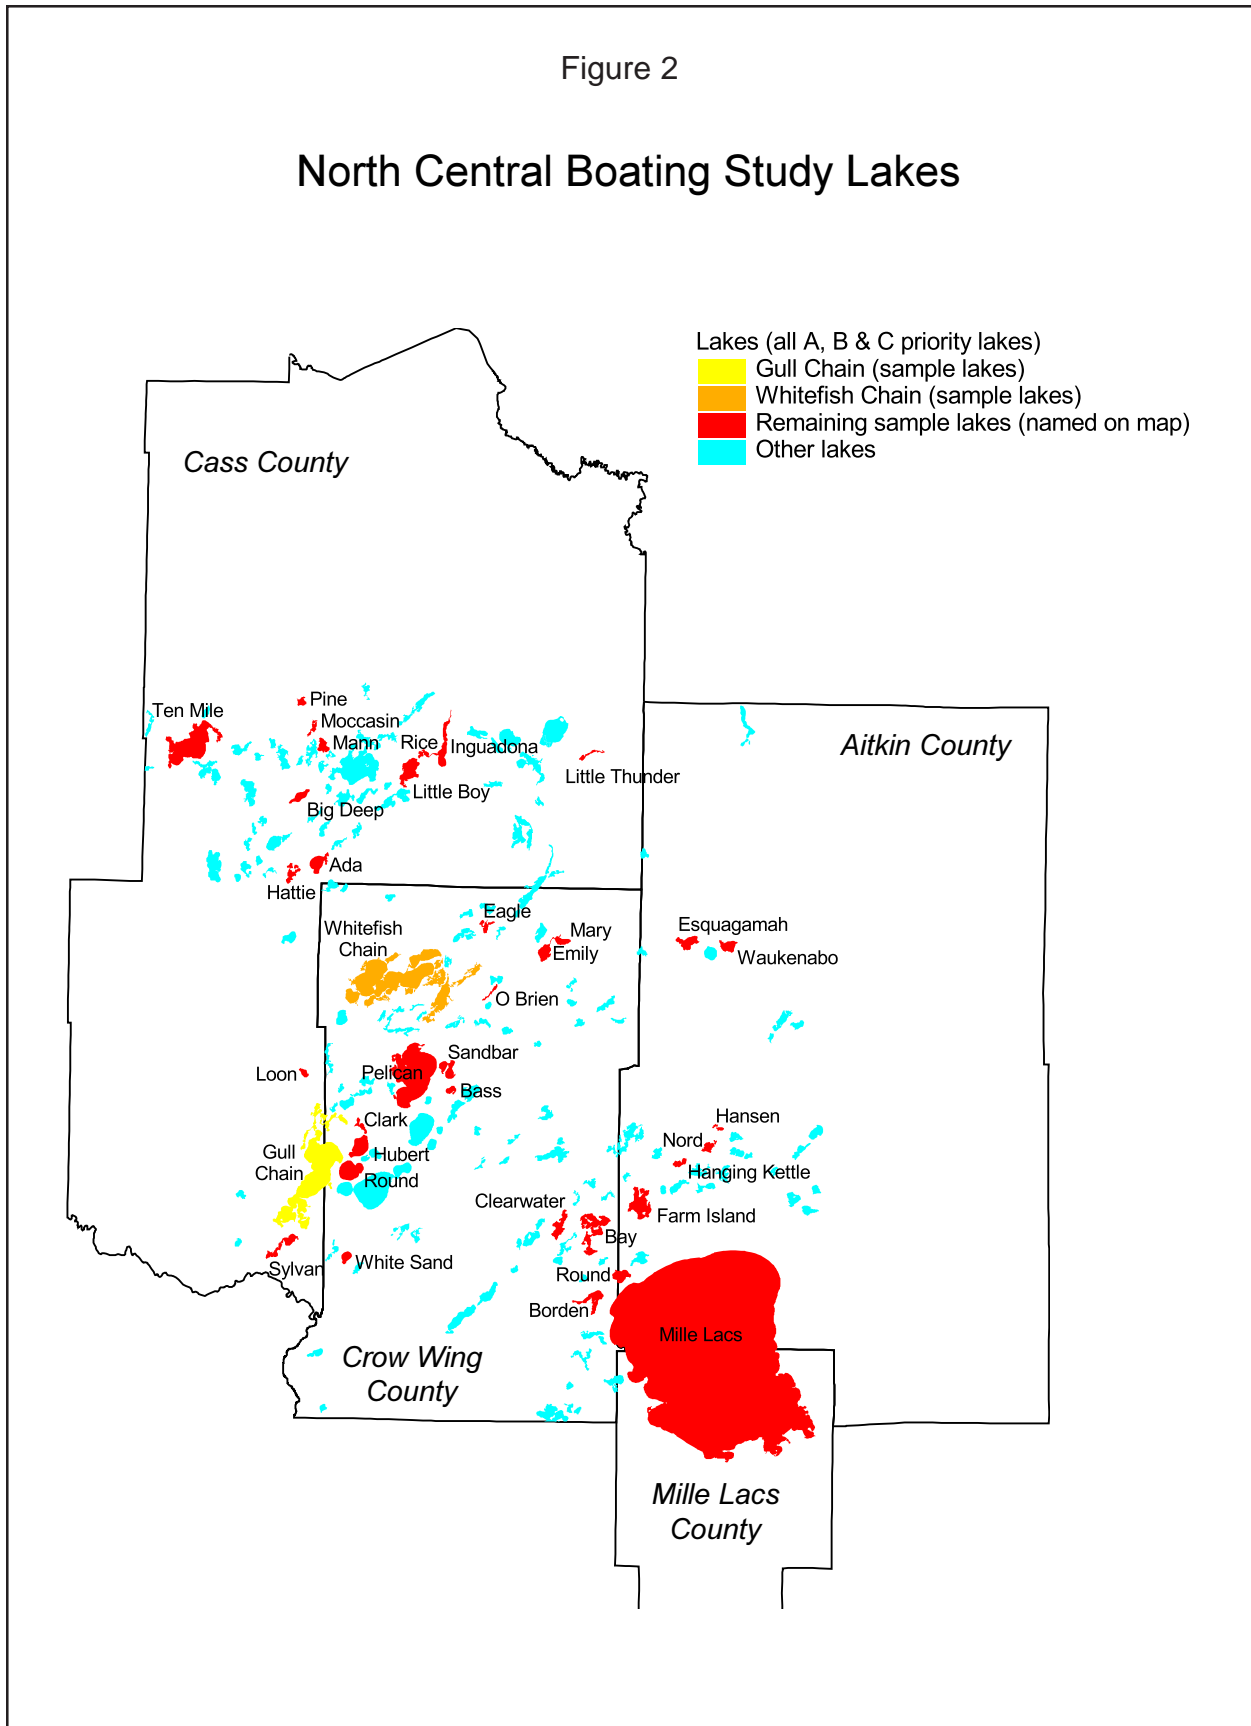 Figure 2
North Central Boating Study Lakes
Lakes (all A, B & C priority lakes)
Gull Chain (sample lakes)
Whitefish Chain (sample lakes)
Remaining sample lakes (named on map)
Other lakes
Cass County
Ten Mile
Pine
Moccasin
Mann
Rice
Inguadona
Little Thunder
Little Boy
Big Deep
Ada
Hattie
Aitkin County
Eagle
Whitefish
Chain
Mary
Emily
O Brien
Esquagamah
Waukenabo
Sandbar
Loon
Pelican
Bass
Clark
Gull
Chain
Hubert
Round
Hansen
Nord
Hanging Kettle
Clearwater
Farm Island
Bay
Sylvan
White Sand
Round
Borden
Mille Lacs
Crow Wing
County
Mille Lacs
County